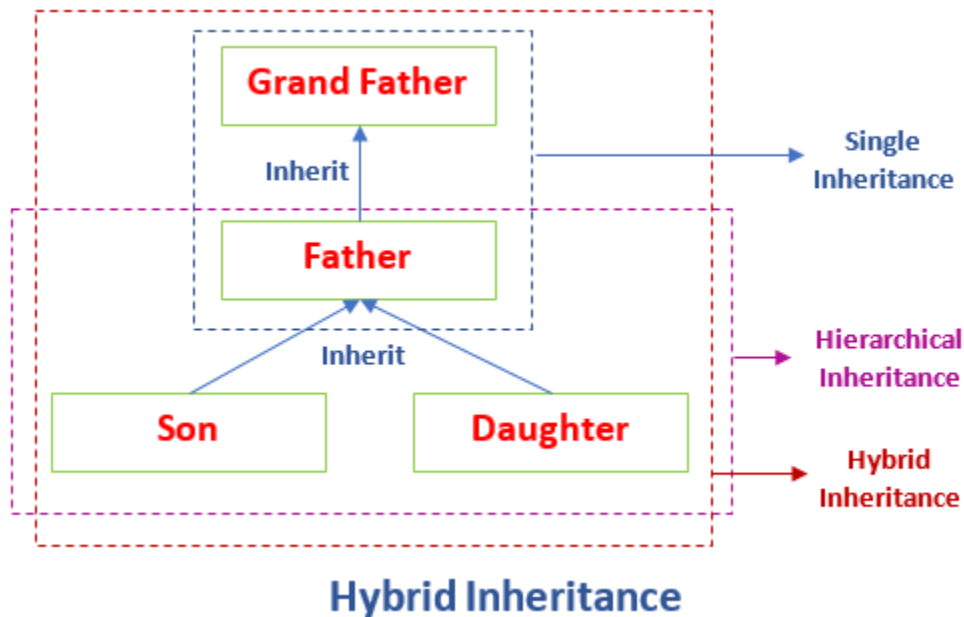 Grand Father
Single
Inheritance
Inherit
Father
Hierarchical
Inheritance
Inherit
Son
Daughter
Hybrid
Inheritance
Hybrid Inheritance